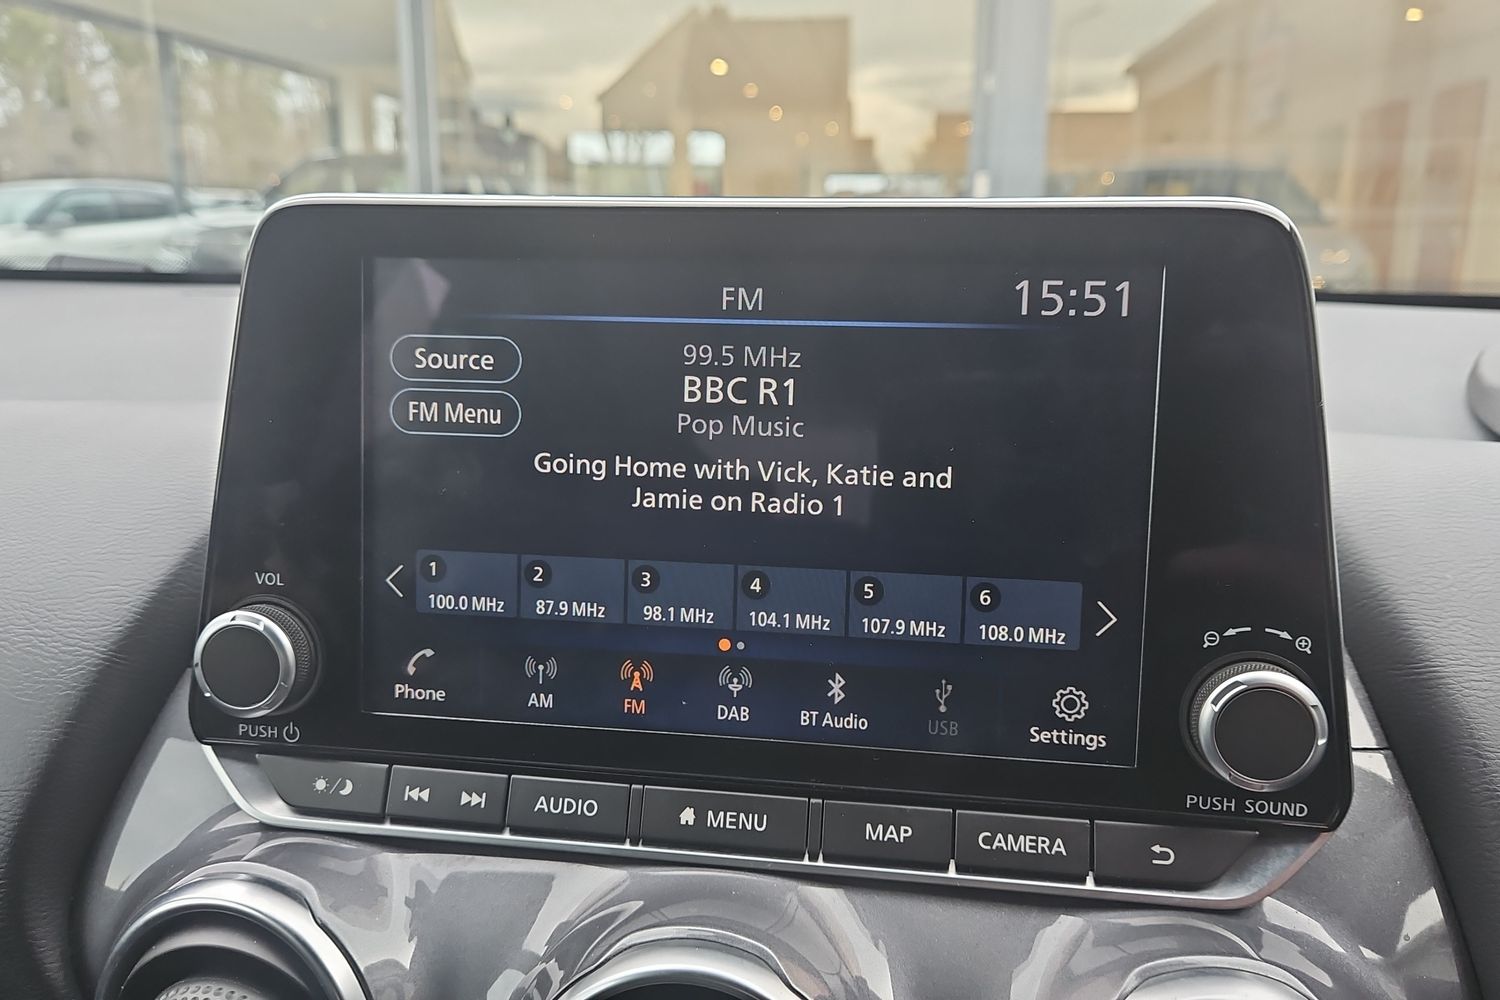 FM
15:51
Source
99.5 MHz
BBC R1
FM Menu
Pop Music
Going Home with Vick, Katie and
Jamie on Radio 1
1 2 3 4 5 6
100.0 MHz 87.9 MHz 98.1 MHz 104.1 MHz 107.9 MHz 108.0 MHz
Phone AM FM DAB BT Audio USB Settings
VOL
PUSH
PUSH SOUND
AUDIO MENU MAP CAMERA